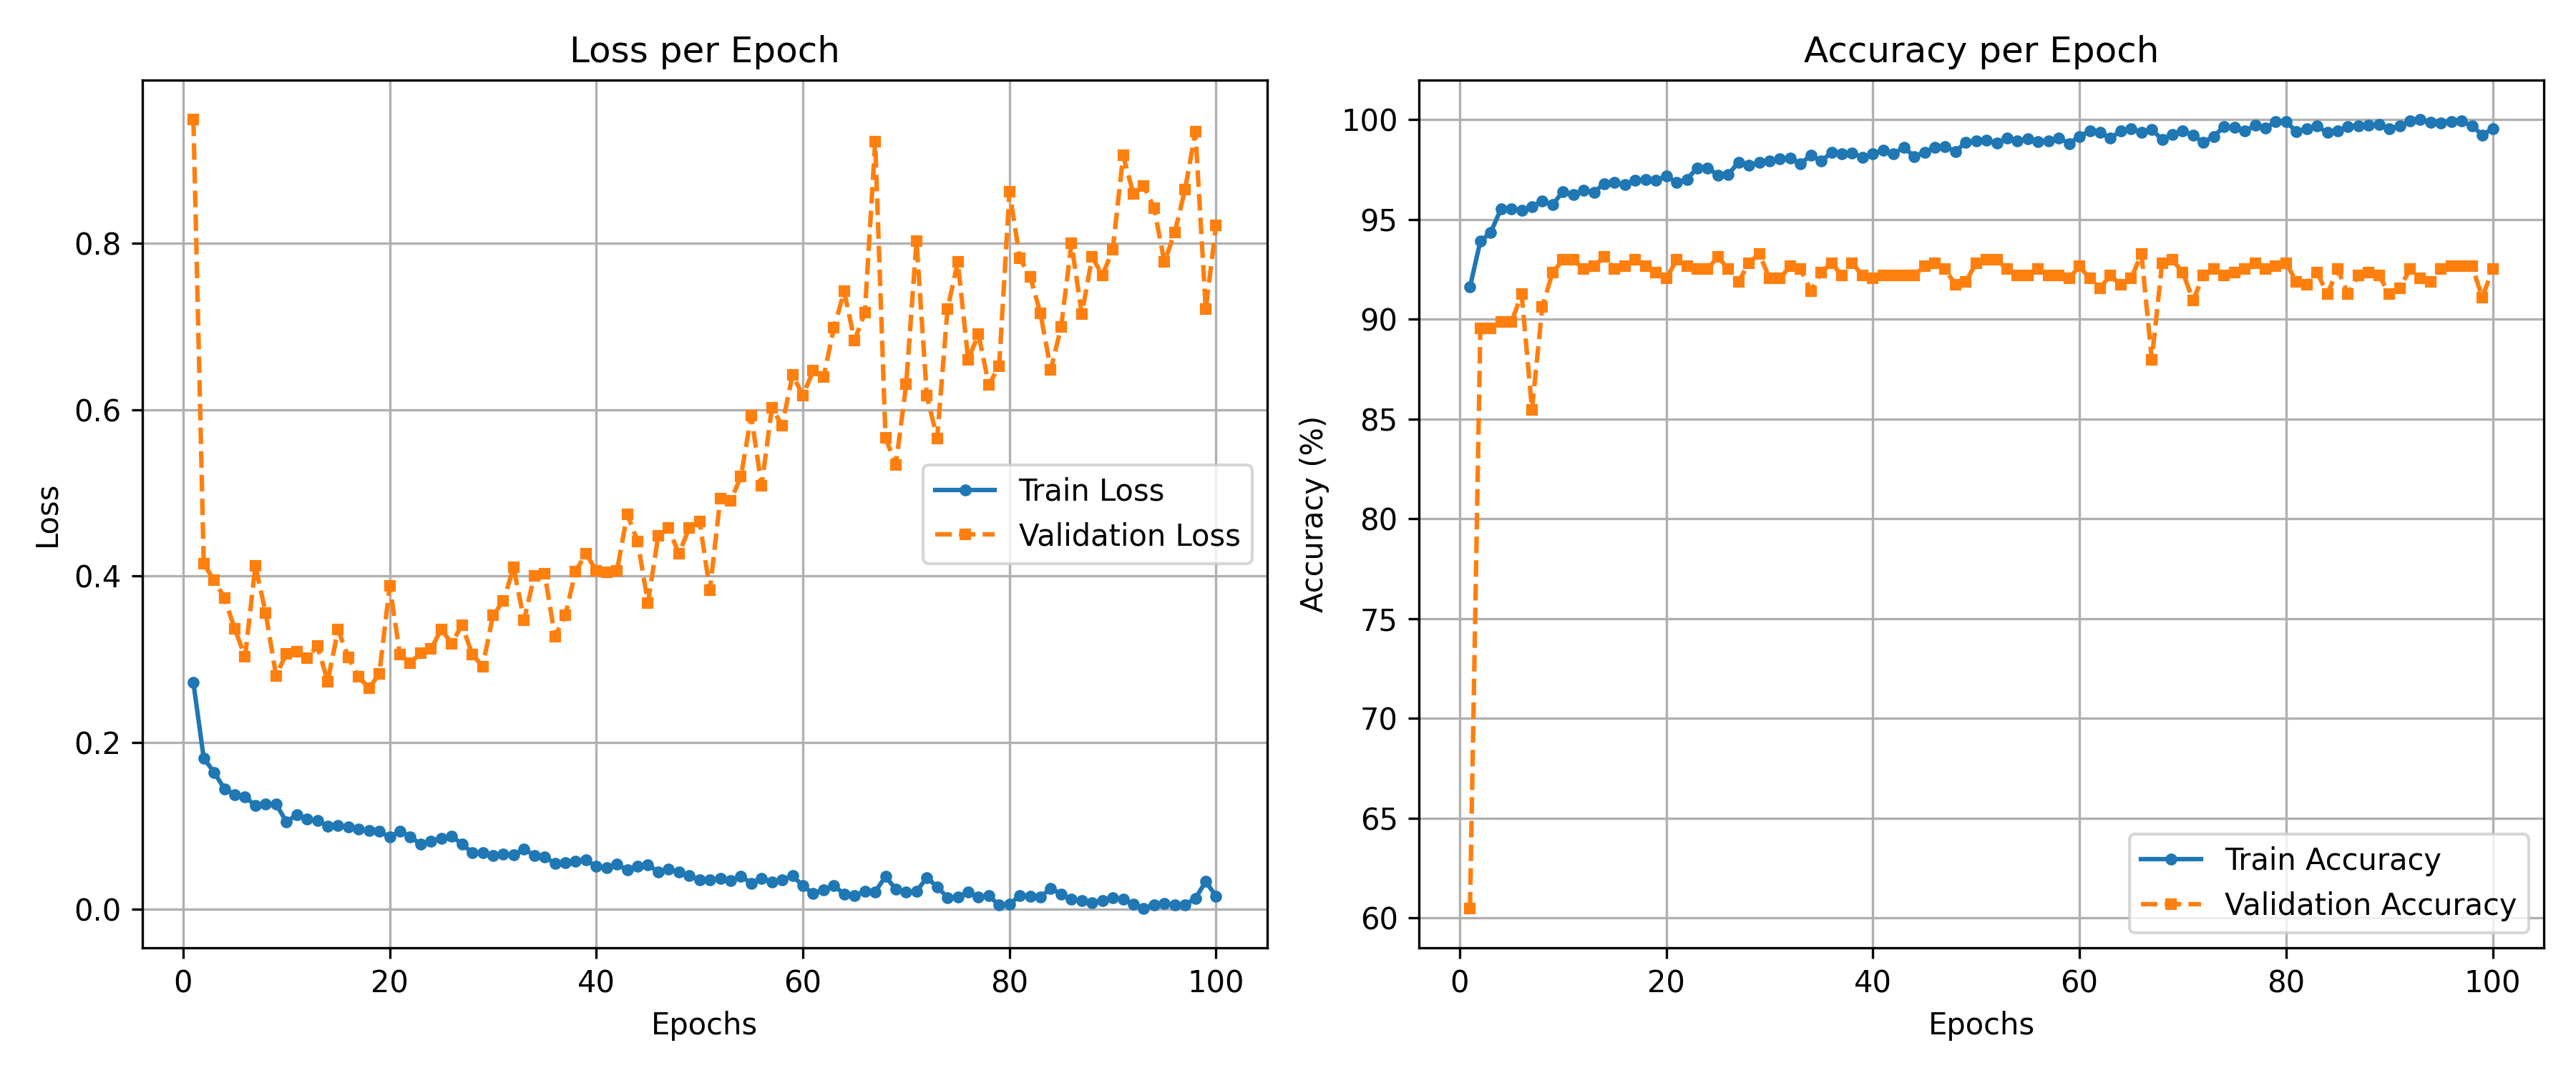 Loss per Epoch
Loss
0.8
0.6
0.4
0.2
0.0
0 20 40 60 80 100
Epochs
Train Loss
Validation Loss
Accuracy per Epoch
Accuracy (%)
100
95
90
85
80
75
70
65
60
0 20 40 60 80 100
Epochs
Train Accuracy
Validation Accuracy